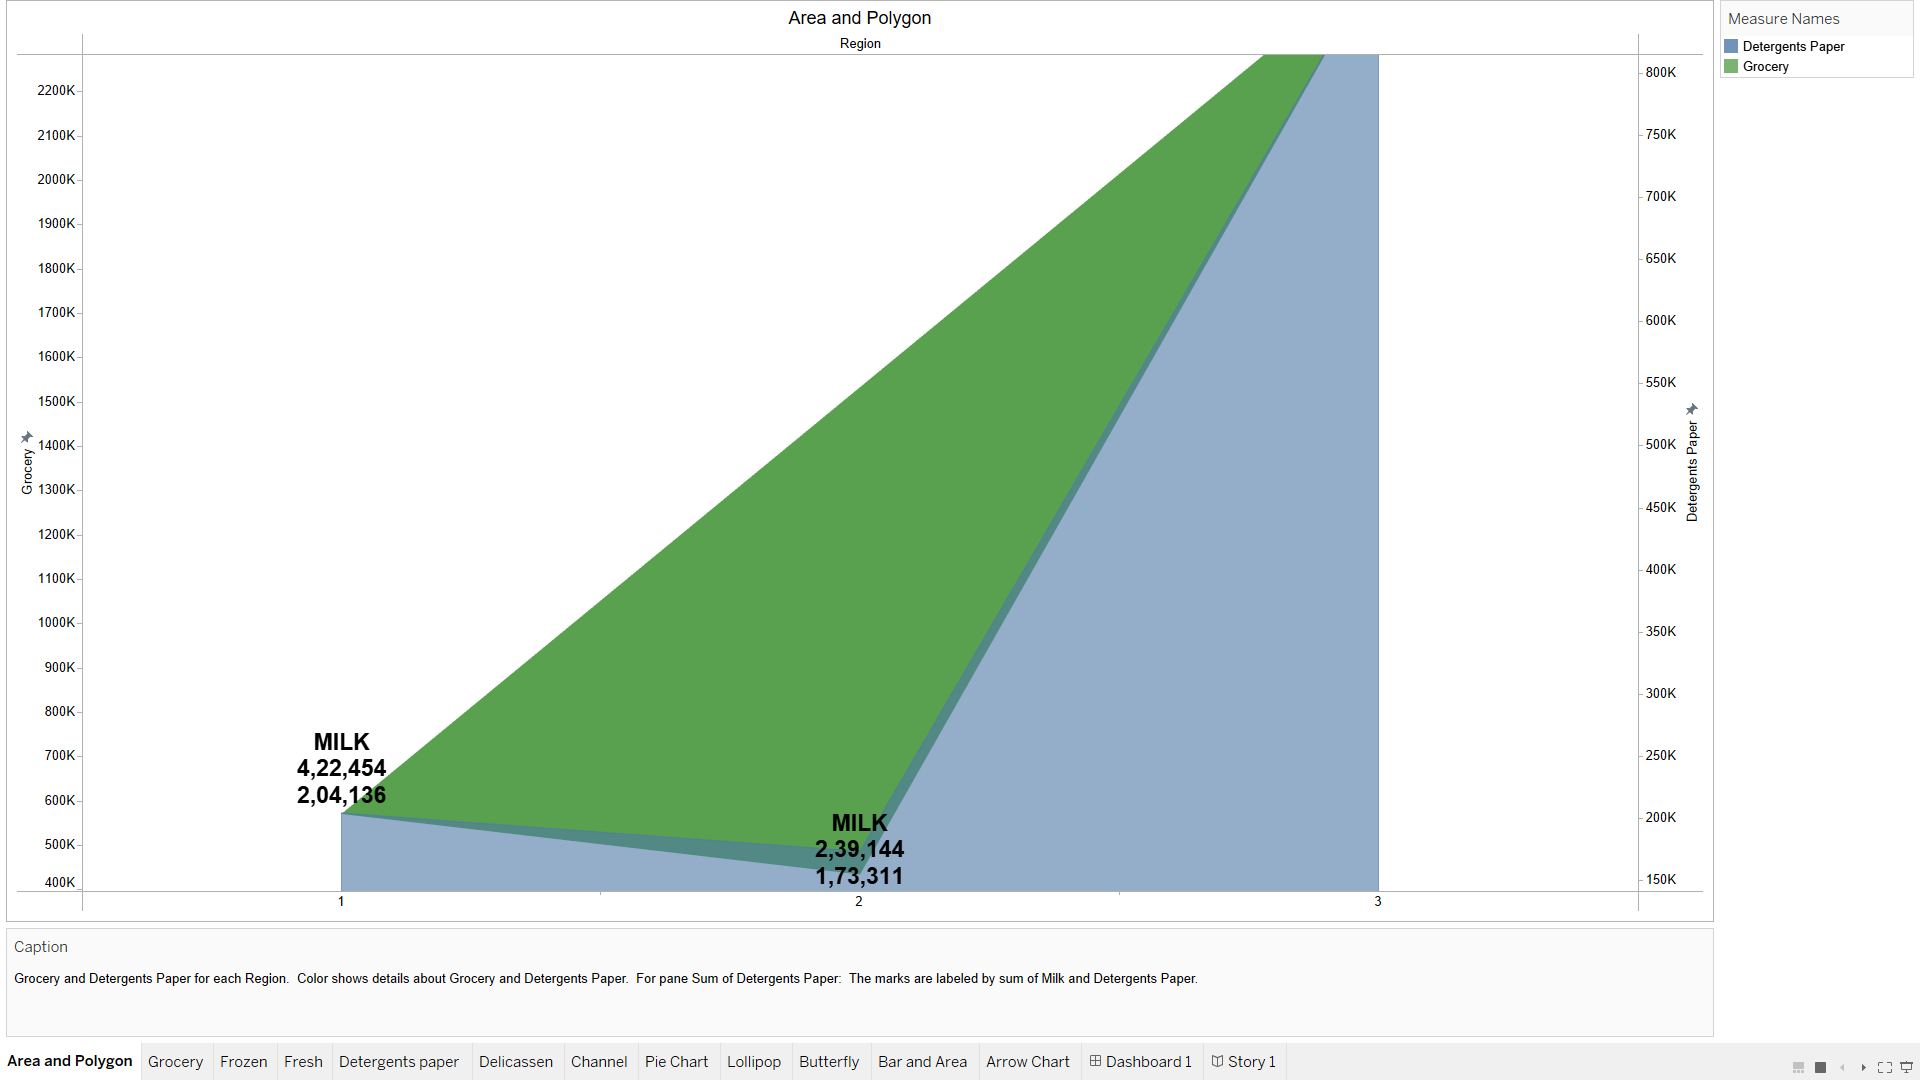 Area and Polygon
Region
Measure Names
Detergents Paper
Grocery
2200K
2100K
2000K
1900K
1800K
1700K
1600K
1500K
1400K
1300K
1200K
1100K
1000K
900K
800K
700K
600K
500K
400K
Grocery
MILK
4,22,454
2,04,136
MILK
2,39,144
1,73,311
800K
750K
700K
650K
600K
550K
500K
450K
400K
350K
300K
250K
200K
150K
Detergents Paper
1 2 3
Caption
Grocery and Detergents Paper for each Region.  Color shows details about Grocery and Detergents Paper.  For pane Sum of Detergents Paper:  The marks are labeled by sum of Milk and Detergents Paper.
Area and Polygon Grocery Frozen Fresh Detergents paper Delicassen Channel Pie Chart Lollipop Butterfly Bar and Area Arrow Chart Dashboard 1 Story 1